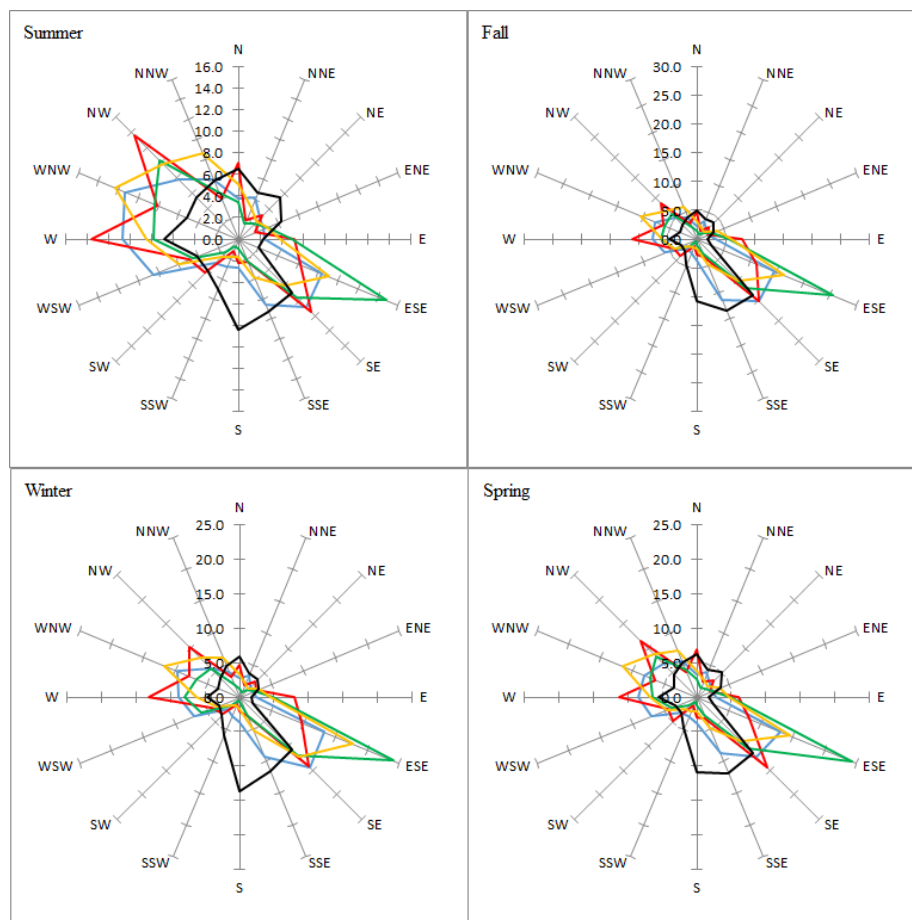 Summer
N
NNE
NE
ENE
E
ESE
SE
SSE
S
SSW
SW
WSW
W
WNW
NW
NNW
16.0
14.0
12.0
10.0
8.0
6.0
4.0
2.0
0.0
Fall
N
NNE
NE
ENE
E
ESE
SE
SSE
S
SSW
SW
WSW
W
WNW
NW
NNW
30.0
25.0
20.0
15.0
10.0
5.0
0.0
Winter
N
NNE
NE
ENE
E
ESE
SE
SSE
S
SSW
SW
WSW
W
WNW
NW
NNW
25.0
20.0
15.0
10.0
5.0
0.0
Spring
N
NNE
NE
ENE
E
ESE
SE
SSE
S
SSW
SW
WSW
W
WNW
NW
NNW
25.0
20.0
15.0
10.0
5.0
0.0